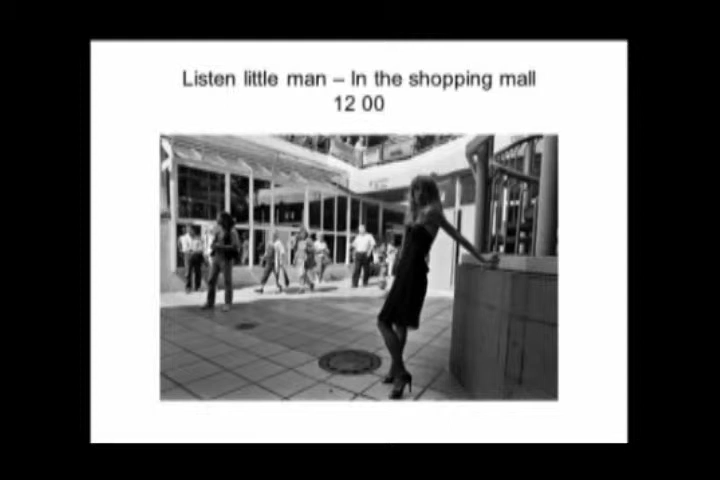 Listen little man – In the shopping mall
12 00